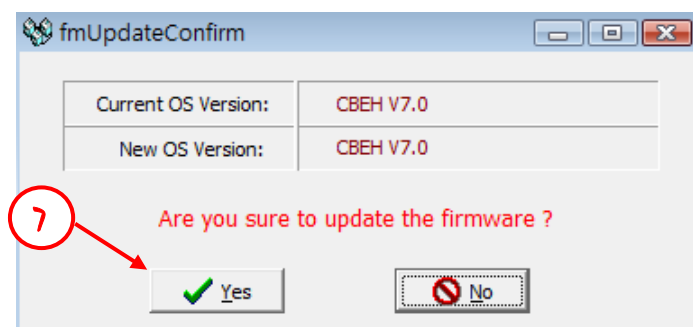 fmUpdateConfirm
Current OS Version: CBEH V7.0
New OS Version: CBEH V7.0
7
Are you sure to update the firmware ?
Yes No